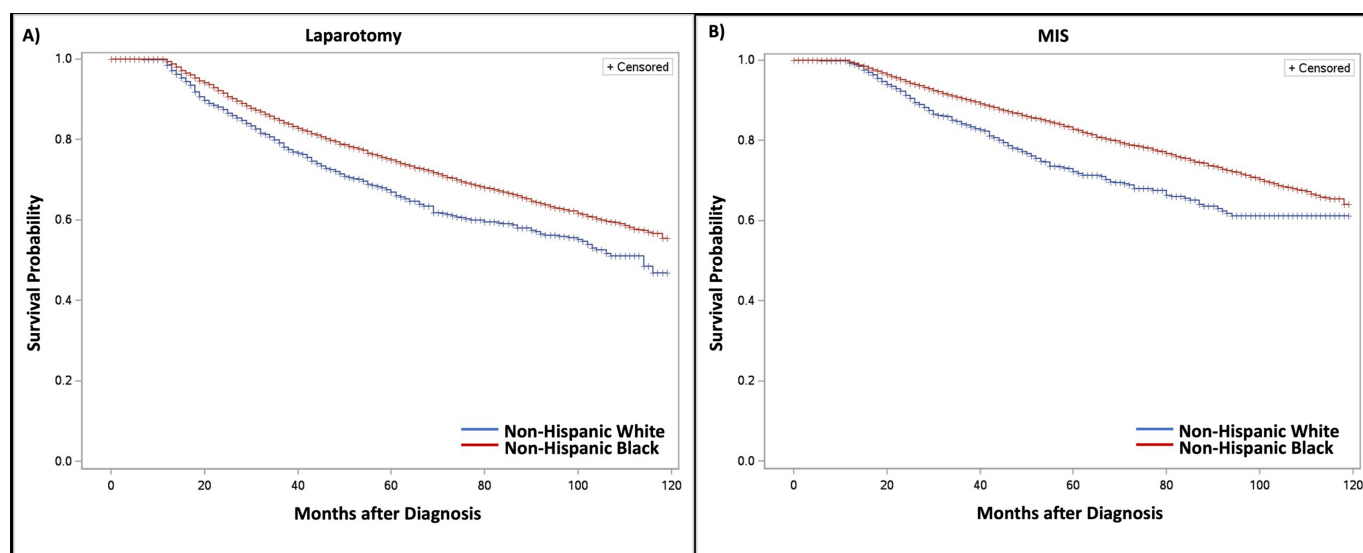 A)
Laparotomy
+ Censored
1.0
0.8
0.6
0.4
0.2
0.0
Survival Probability
Non-Hispanic White
Non-Hispanic Black
0 20 40 60 80 100 120
Months after Diagnosis
B)
MIS
+ Censored
1.0
0.8
0.6
0.4
0.2
0.0
Survival Probability
Non-Hispanic White
Non-Hispanic Black
0 20 40 60 80 100 120
Months after Diagnosis